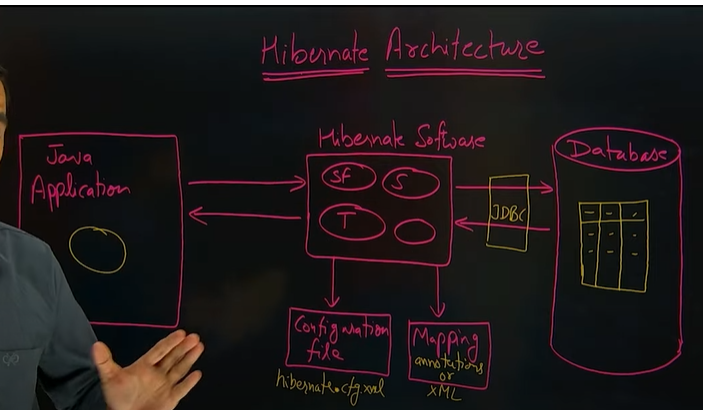 Hibernate Architecture
Hibernate Software
Java
Application
SF
S
T
JDBC
Database
Configuration
file
hibernate.cfg.xml
Mapping
annotations
or
XML